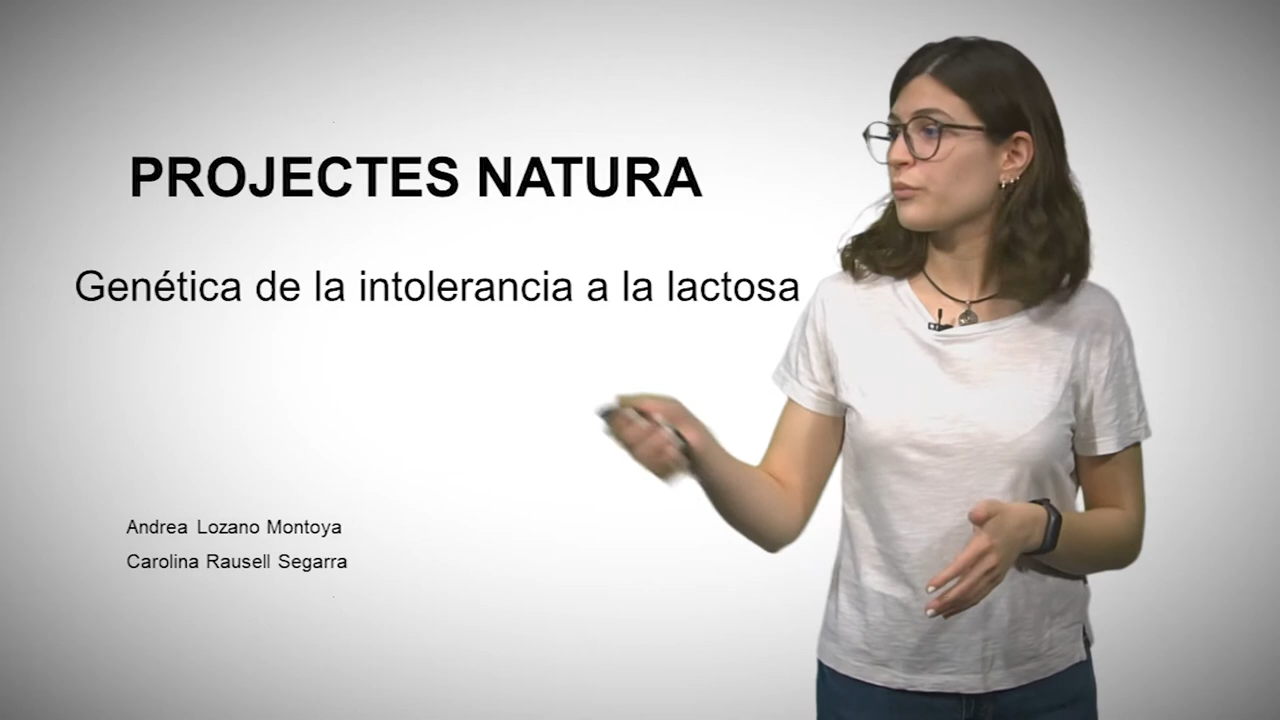 PROJECTES NATURA
Genética de la intolerancia a la lactosa
Andrea Lozano Montoya
Carolina Rausell Segarra